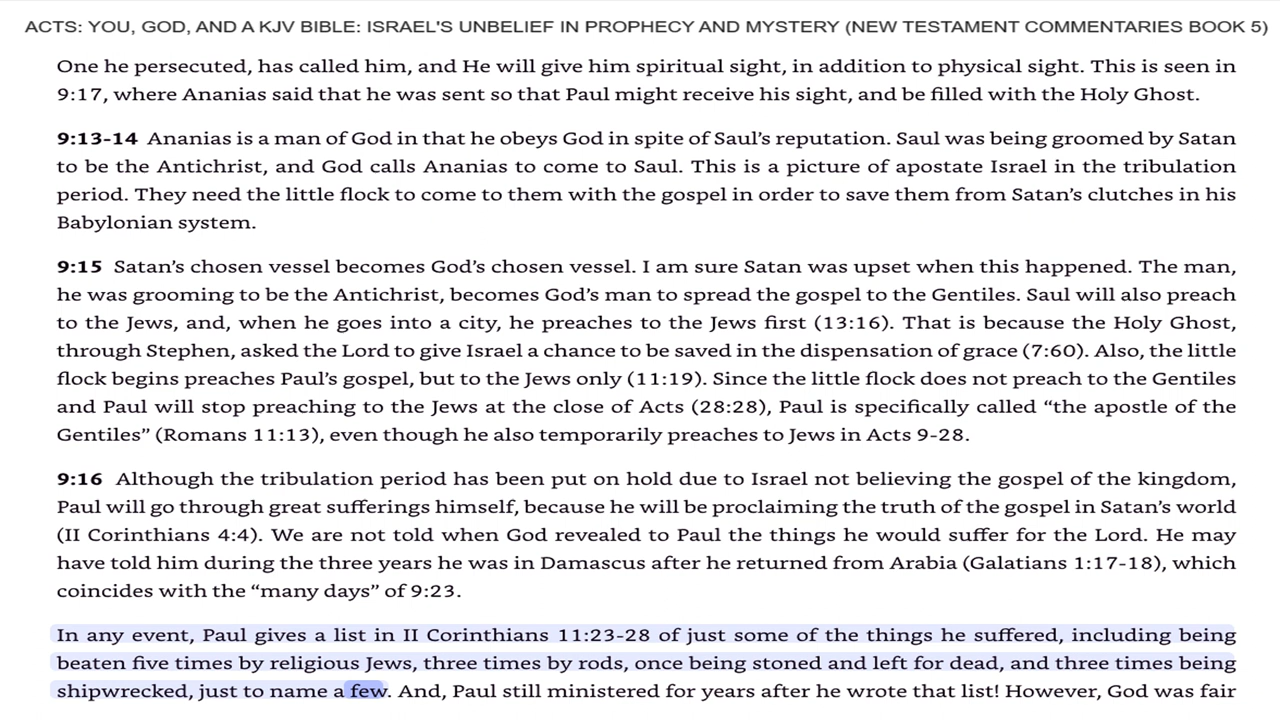 ACTS: YOU, GOD, AND A KJV BIBLE: ISRAEL'S UNBELIEF IN PROPHECY AND MYSTERY (NEW TESTAMENT COMMENTARIES BOOK 5)
One he persecuted, has called him, and He will give him spiritual sight, in addition to physical sight. This is seen in
9:17, where Ananias said that he was sent so that Paul might receive his sight, and be filled with the Holy Ghost.
9:13-14 Ananias is a man of God in that he obeys God in spite of Saul’s reputation. Saul was being groomed by Satan
to be the Antichrist, and God calls Ananias to come to Saul. This is a picture of apostate Israel in the tribulation
period. They need the little flock to come to them with the gospel in order to save them from Satan’s clutches in his
Babylonian system.
9:15 Satan’s chosen vessel becomes God’s chosen vessel. I am sure Satan was upset when this happened. The man,
he was grooming to be the Antichrist, becomes God’s man to spread the gospel to the Gentiles. Saul will also preach
to the Jews, and, when he goes into a city, he preaches to the Jews first (13:16). That is because the Holy Ghost,
through Stephen, asked the Lord to give Israel a chance to be saved in the dispensation of grace (7:60). Also, the little
flock begins preaches Paul’s gospel, but to the Jews only (11:19). Since the little flock does not preach to the Gentiles
and Paul will stop preaching to the Jews at the close of Acts (28:28), Paul is specifically called “the apostle of the
Gentiles” (Romans 11:13), even though he also temporarily preaches to Jews in Acts 9-28.
9:16 Although the tribulation period has been put on hold due to Israel not believing the gospel of the kingdom,
Paul will go through great sufferings himself, because he will be proclaiming the truth of the gospel in Satan’s world
(II Corinthians 4:4). We are not told when God revealed to Paul the things he would suffer for the Lord. He may
have told him during the three years he was in Damascus after he returned from Arabia (Galatians 1:17-18), which
coincides with the “many days” of 9:23.
In any event, Paul gives a list in II Corinthians 11:23-28 of just some of the things he suffered, including being
beaten five times by religious Jews, three times by rods, once being stoned and left for dead, and three times being
shipwrecked, just to name a few. And, Paul still ministered for years after he wrote that list! However, God was fair